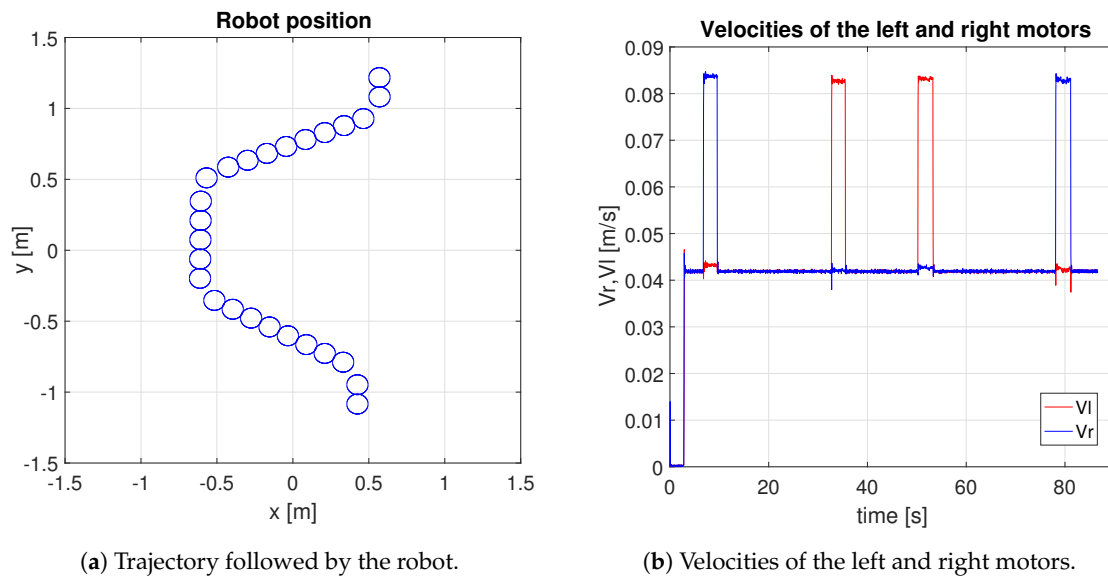 Robot position
1.5
1
0.5
0
-0.5
-1
-1.5
y [m]
-1.5
-1
-0.5
0
0.5
1
1.5
x [m]
(a) Trajectory followed by the robot.
Velocities of the left and right motors
0.09
0.08
0.07
0.06
0.05
0.04
0.03
0.02
0.01
0
Vr,Vl [m/s]
Vl
Vr
0
20
40
60
80
time [s]
(b) Velocities of the left and right motors.